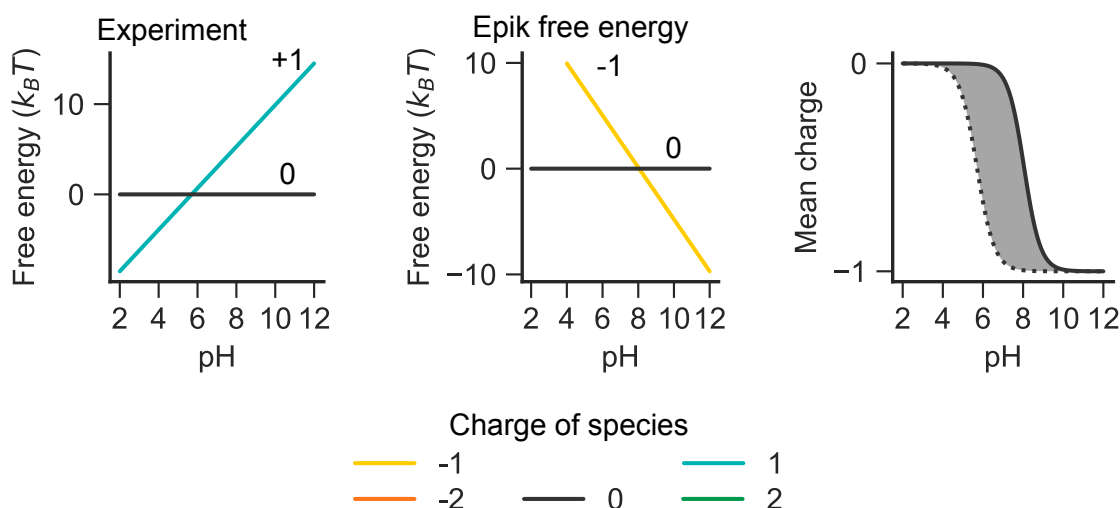 Experiment
Free energy (k_BT)
10
0
+1
0
2 4 6 8 10 12
pH
Epik free energy
Free energy (k_BT)
10
0
−10
-1
0
2 4 6 8 10 12
pH
Mean charge
0
−1
2 4 6 8 10 12
pH
Charge of species
-1
1
-2
0
2